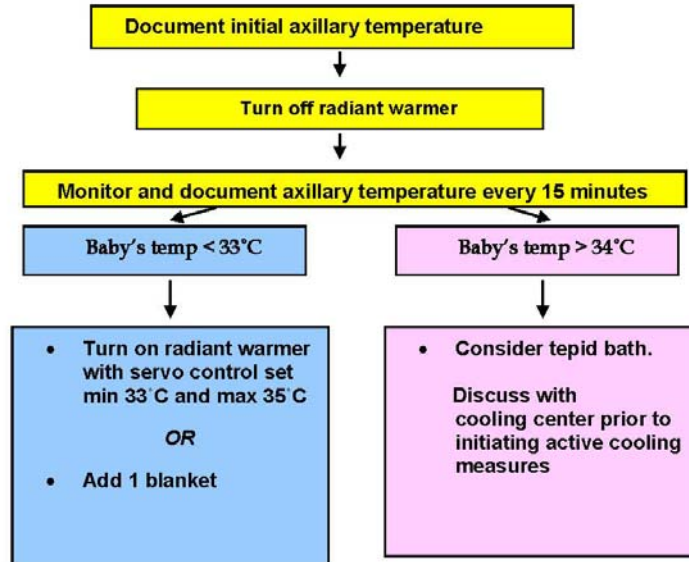 Document initial axillary temperature
Turn off radiant warmer
Monitor and document axillary temperature every 15 minutes
Baby's temp < 33˚C
Baby's temp > 34˚C
• Turn on radiant warmer
with servo control set
min 33˚C and max 35˚C
OR
• Add 1 blanket
• Consider tepid bath.
Discuss with
cooling center prior to
initiating active cooling
measures